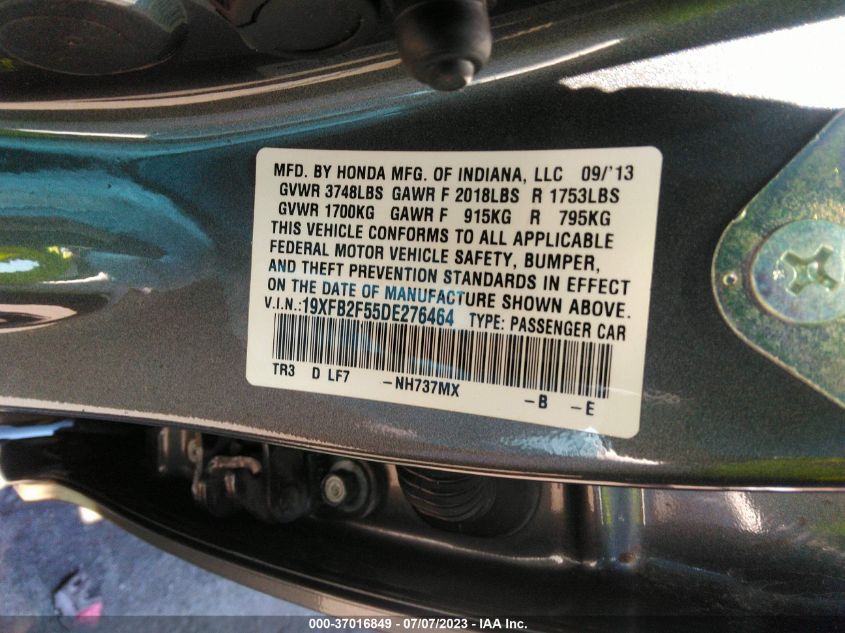 MFD. BY HONDA MFG. OF INDIANA, LLC 09/'13
GVWR 3748LBS GAWR F 2018LBS R 1753LBS
GVWR 1700KG GAWR F 915KG R 795KG
THIS VEHICLE CONFORMS TO ALL APPLICABLE
FEDERAL MOTOR VEHICLE SAFETY, BUMPER,
AND THEFT PREVENTION STANDARDS IN EFFECT
ON THE DATE OF MANUFACTURE SHOWN ABOVE.
V.I.N.:19XFB2F55DE276464 TYPE: PASSENGER CAR
TR3 D LF7 -NH737MX -B -E
000-37016849 / 07/07/2023 - © IAA Inc.